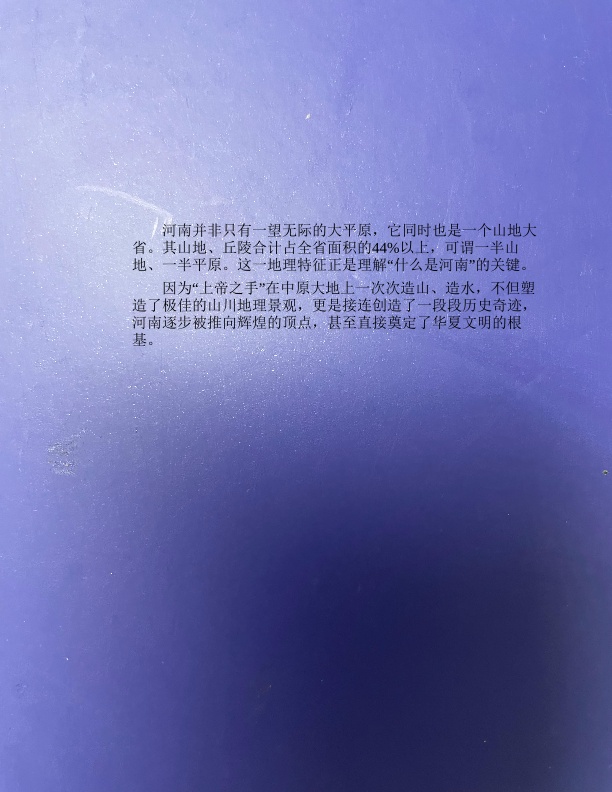 河南并非只有一望无际的大平原，它同时也是一个山地大
省。其山地、丘陵合计占全省面积的44%以上，可谓一半山
地、一半平原。这一地理特征正是理解“什么是河南”的关键。
因为“上帝之手”在中原大地上一次次造山、造水，不但塑
造了极佳的山川地理景观，更是接连创造了一段段历史奇迹，
河南逐步被推向辉煌的顶点，甚至直接奠定了华夏文明的根
基。